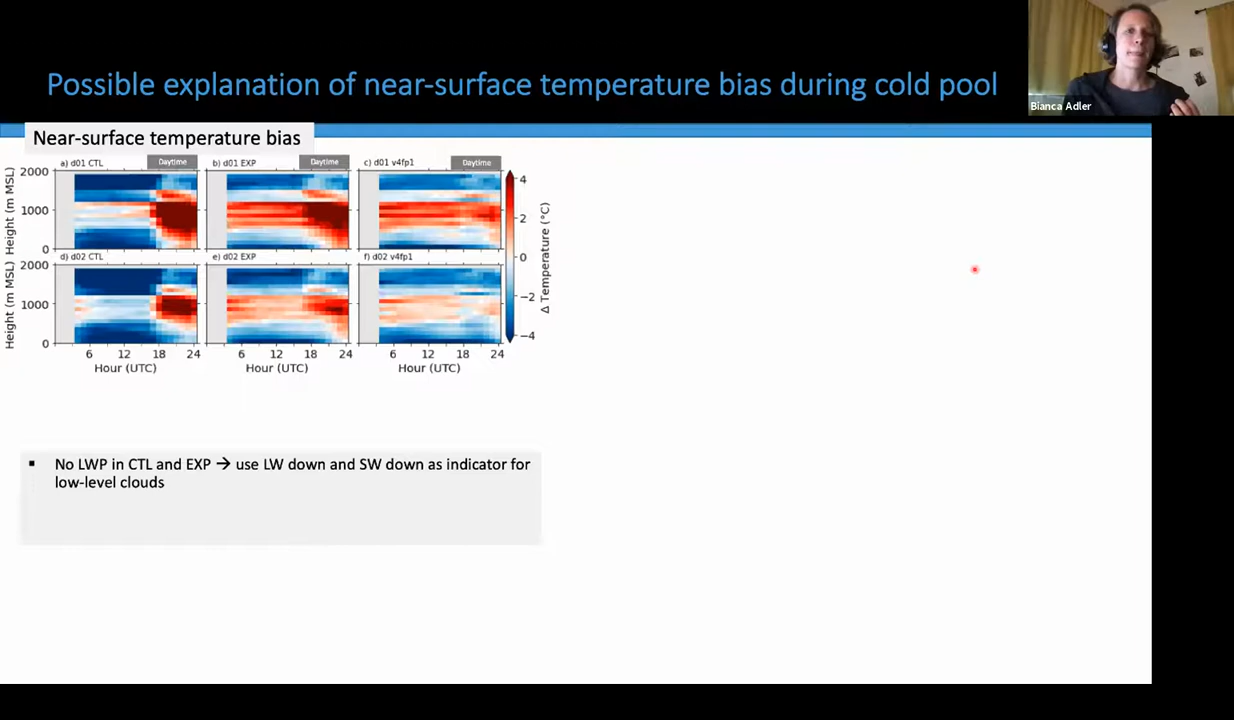 Possible explanation of near-surface temperature bias during cold pool
Bianca Adler
Near-surface temperature bias
a) d01 CTL Daytime b) d01 EXP Daytime c) d01 v4fp1 Daytime
Height (m MSL)
2000
1000
0
d) d02 CTL e) d02 EXP f) d02 v4fp1
Height (m MSL)
2000
1000
0
4
2
0
−2
−4
Δ Temperature (°C)
6 12 18 24 6 12 18 24 6 12 18 24
Hour (UTC) Hour (UTC) Hour (UTC)
▪ No LWP in CTL and EXP → use LW down and SW down as indicator for
low-level clouds